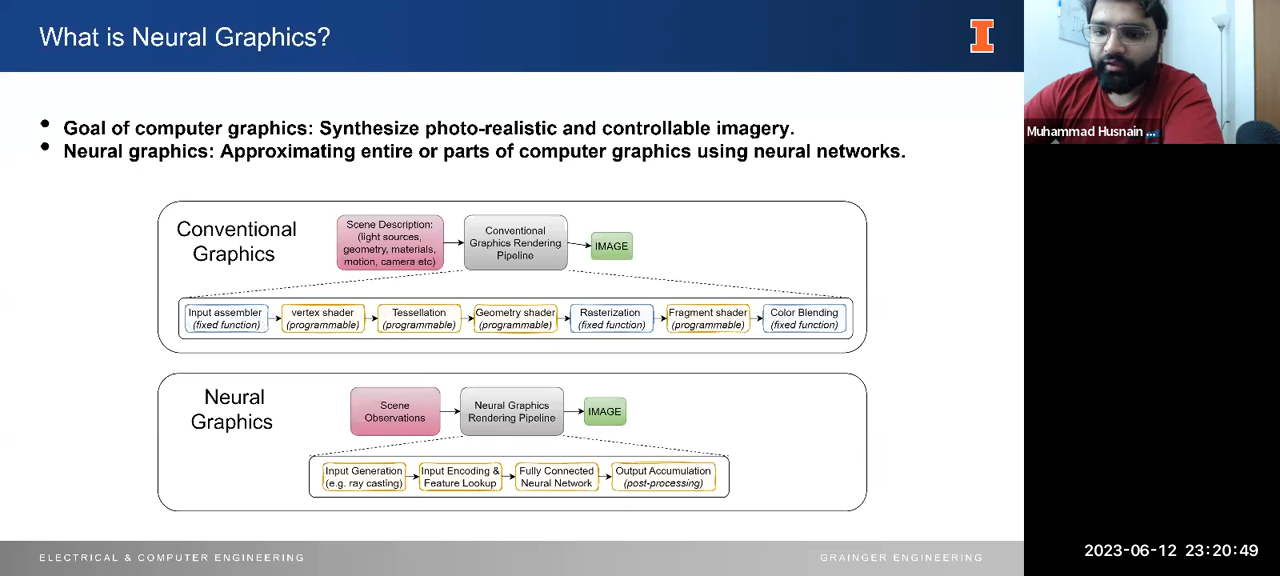 What is Neural Graphics?
I
• Goal of computer graphics: Synthesize photo-realistic and controllable imagery.
• Neural graphics: Approximating entire or parts of computer graphics using neural networks.
Muhammad Husnain ...
Conventional
Graphics
Scene Description:
(light sources,
geometry, materials,
motion, camera etc)
Conventional
Graphics Rendering
Pipeline
IMAGE
Input assembler
(fixed function)
vertex shader
(programmable)
Tessellation
(programmable)
Geometry shader
(programmable)
Rasterization
(fixed function)
Fragment shader
(programmable)
Color Blending
(fixed function)
Neural
Graphics
Scene
Observations
Neural Graphics
Rendering Pipeline
IMAGE
Input Generation
(e.g. ray casting)
Input Encoding &
Feature Lookup
Fully Connected
Neural Network
Output Accumulation
(post-processing)
ELECTRICAL & COMPUTER ENGINEERING
GRAINGER ENGINEERING
2023-06-12 23:20:49